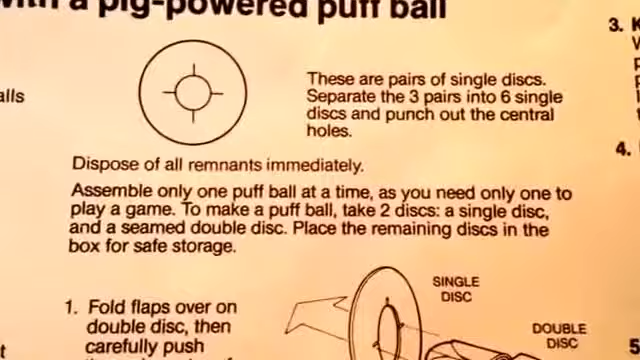 with a pig-powered puff ball
These are pairs of single discs.
Separate the 3 pairs into 6 single
discs and punch out the central
holes.
alls
Dispose of all remnants immediately.
Assemble only one puff ball at a time, as you need only one to
play a game. To make a puff ball, take 2 discs: a single disc,
and a seamed double disc. Place the remaining discs in the
box for safe storage.
1. Fold flaps over on
double disc, then
carefully push
SINGLE
DISC
DOUBLE
DISC
3.
4.
5